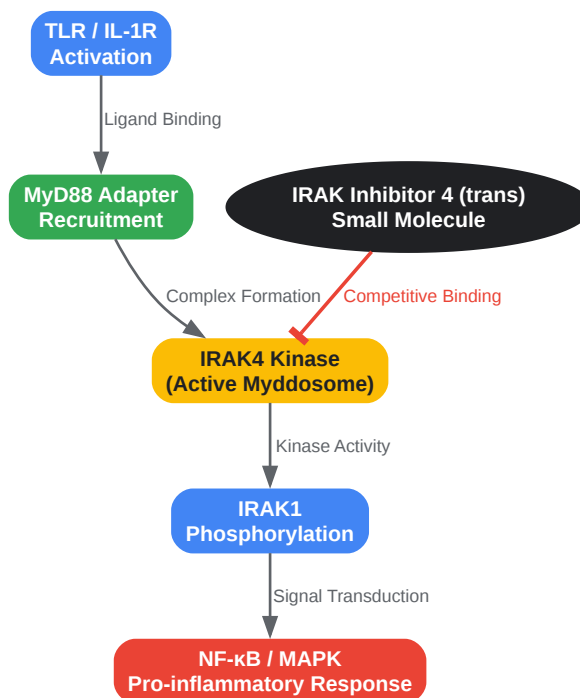 TLR / IL-1R
Activation
Ligand Binding
MyD88 Adapter
Recruitment
IRAK Inhibitor 4 (trans)
Small Molecule
Complex Formation
Competitive Binding
IRAK4 Kinase
(Active Myddosome)
Kinase Activity
IRAK1
Phosphorylation
Signal Transduction
NF-κB / MAPK
Pro-inflammatory Response